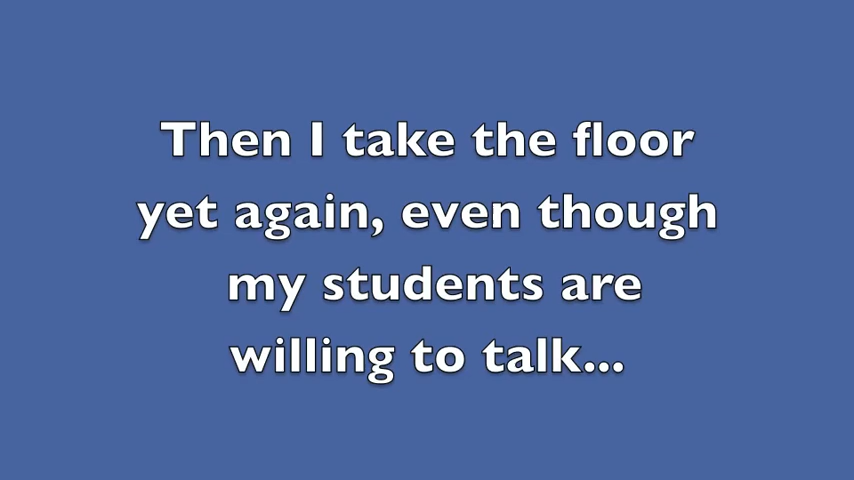 Then I take the floor
yet again, even though
my students are
willing to talk...